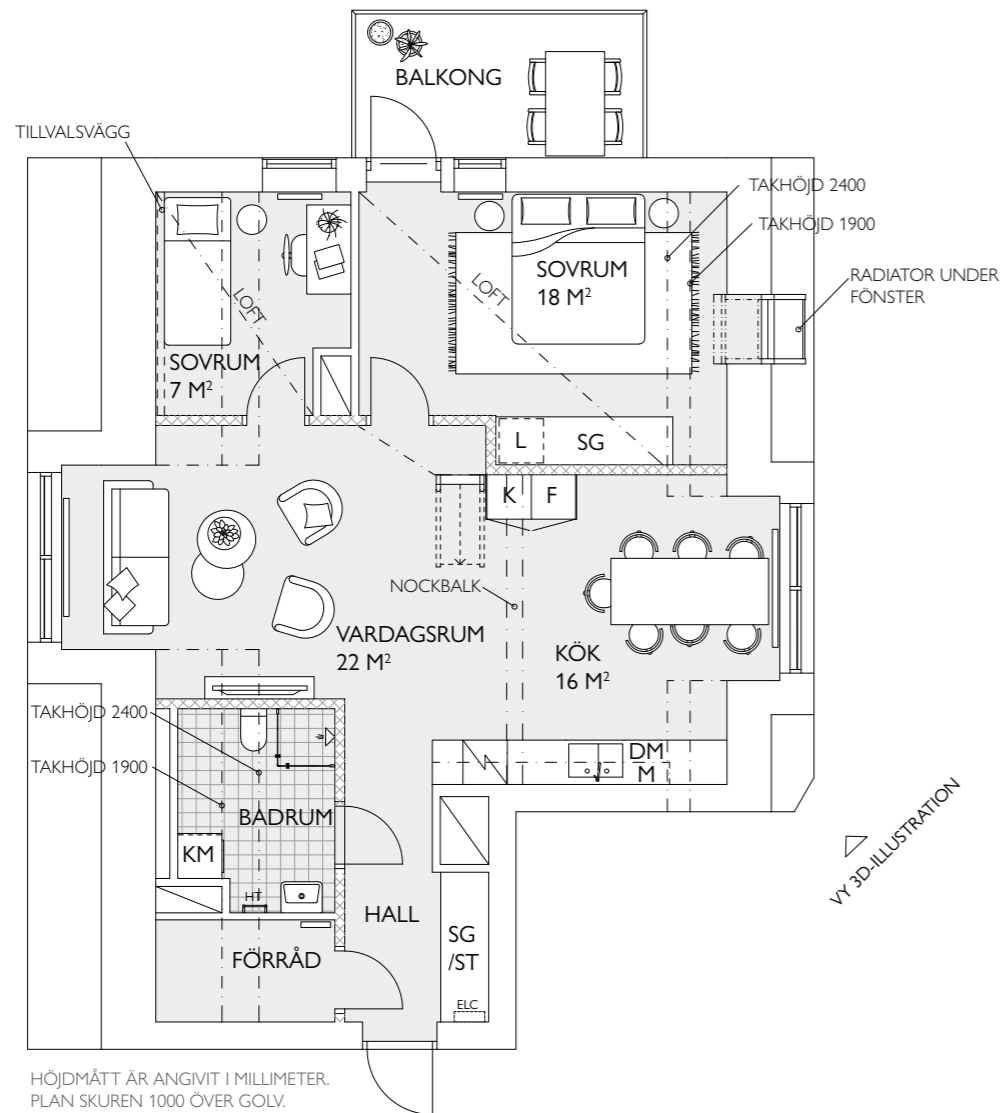 BALKONG
TILLVALSVÄGG
TAKHÖJD 2400
TAKHÖJD 1900
RADIATOR UNDER
FÖNSTER
LOFT
SOVRUM
7 M²
LOFT
SOVRUM
18 M²
L
SG
K
F
NOCKBALK
VARDAGSRUM
22 M²
KÖK
16 M²
TAKHÖJD 2400
TAKHÖJD 1900
BADRUM
KM
HT
DM
M
VY 3D-ILLUSTRATION
HALL
SG
/ST
ELC
FÖRRÅD
HÖJDMÅTT ÄR ANGIVIT I MILLIMETER.
PLAN SKUREN 1000 ÖVER GOLV.